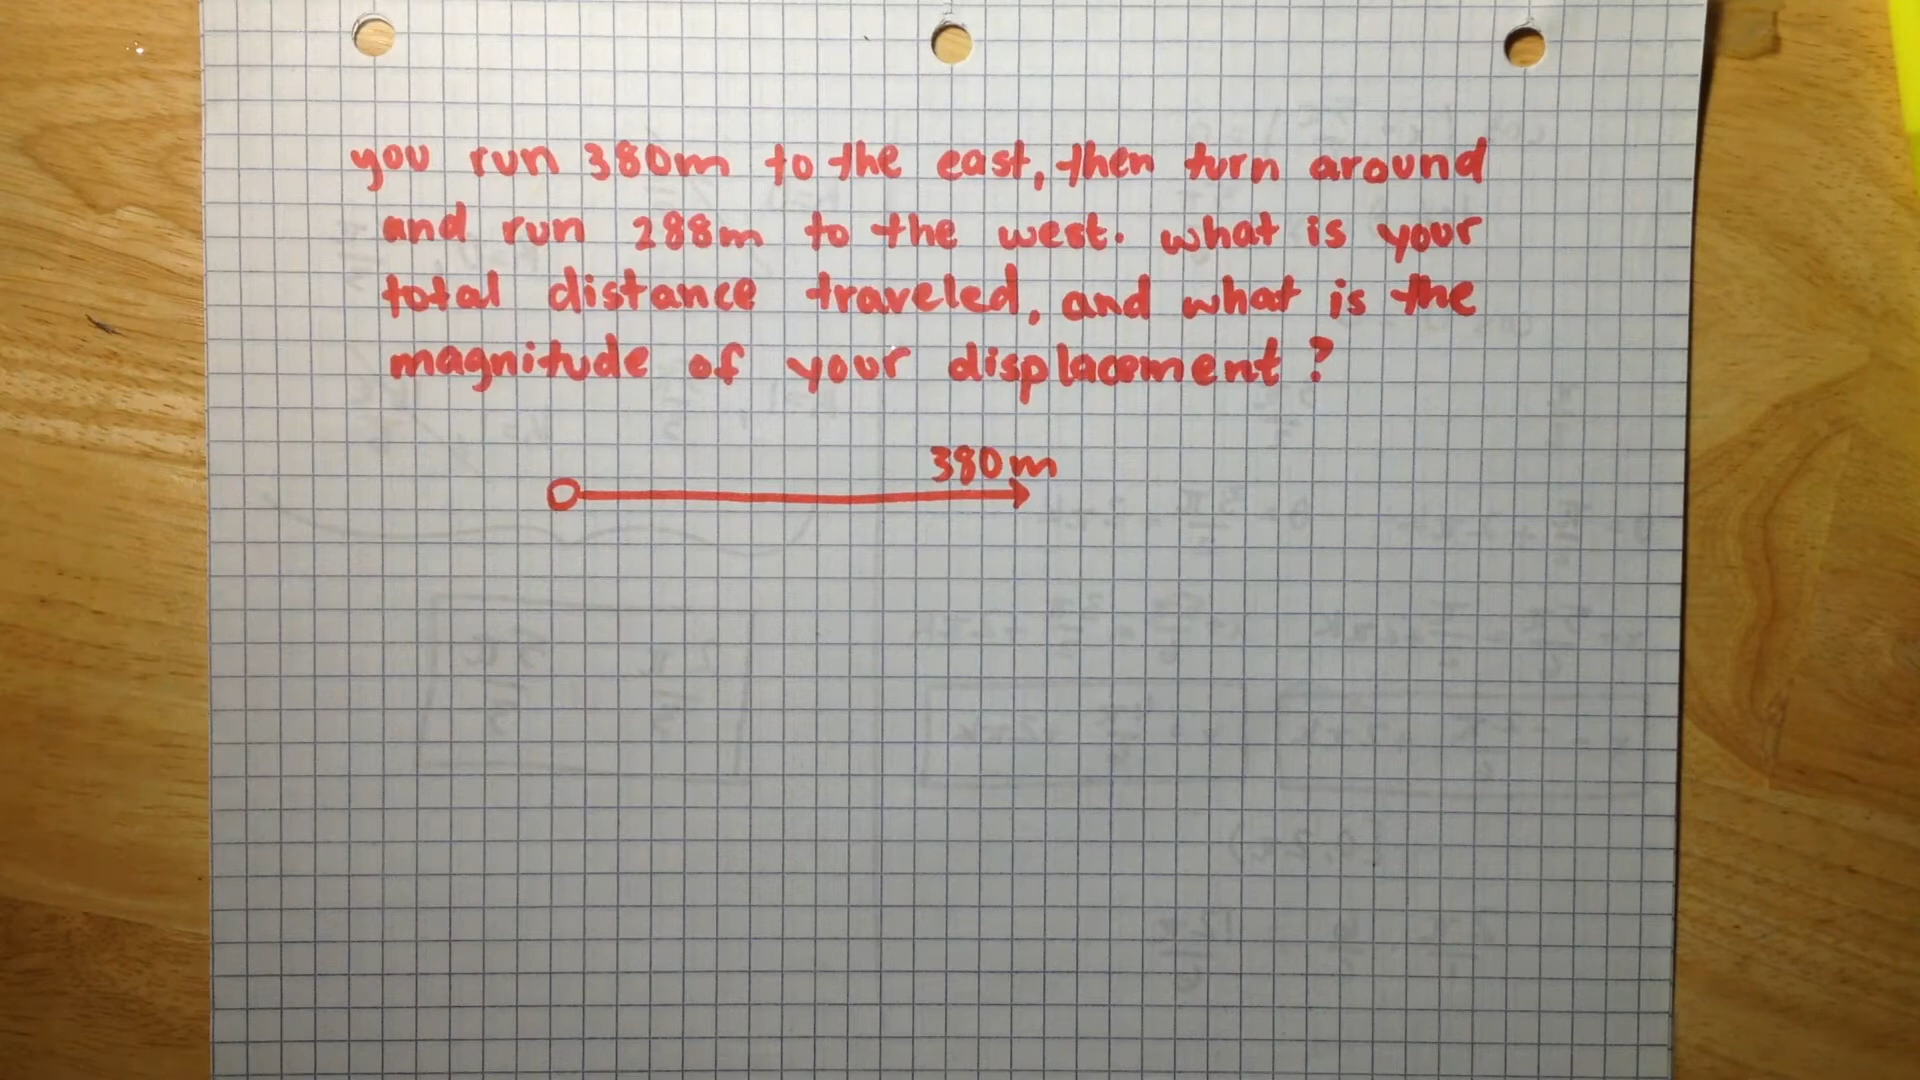 you run 380m to the east, then turn around
and run 288m to the west. what is your
total distance traveled, and what is the
magnitude of your displacement?
380m